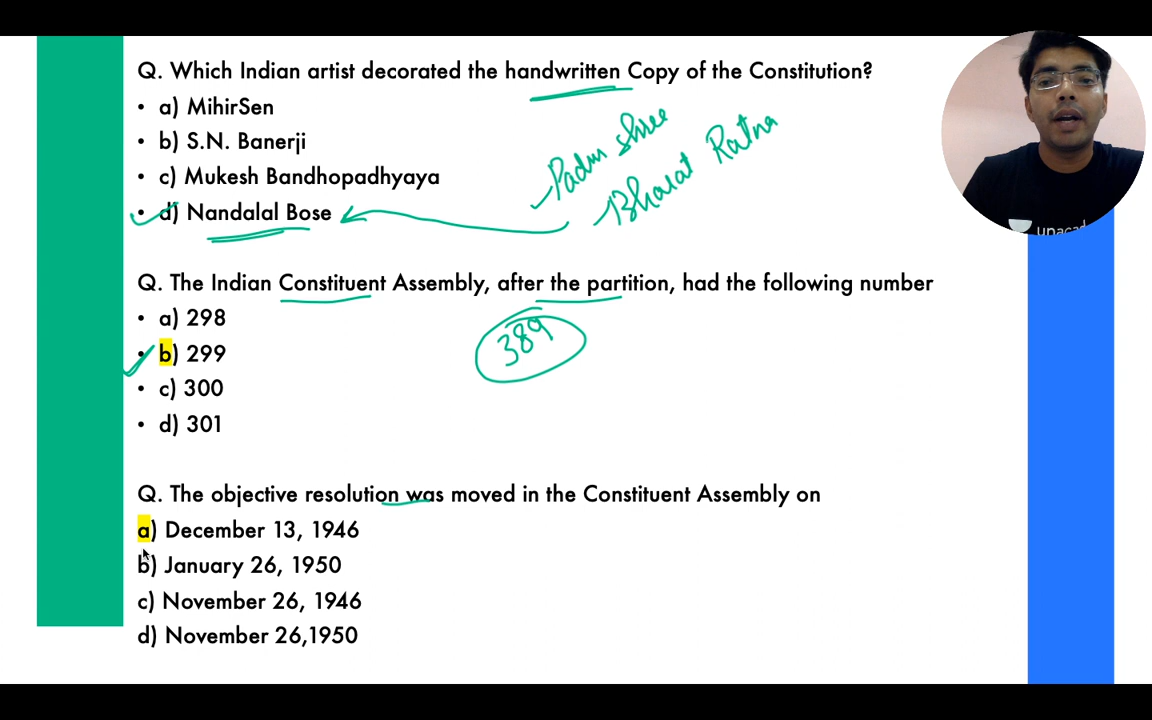 Q. Which Indian artist decorated the handwritten Copy of the Constitution?
• a) MihirSen
• b) S.N. Banerji
• c) Mukesh Bandhopadhyaya
• d) Nandalal Bose
Padm Shree
Bharat Ratna
Q. The Indian Constituent Assembly, after the partition, had the following number
• a) 298
• b) 299
• c) 300
• d) 301
389
Q. The objective resolution was moved in the Constituent Assembly on
a) December 13, 1946
b) January 26, 1950
c) November 26, 1946
d) November 26,1950
unacad